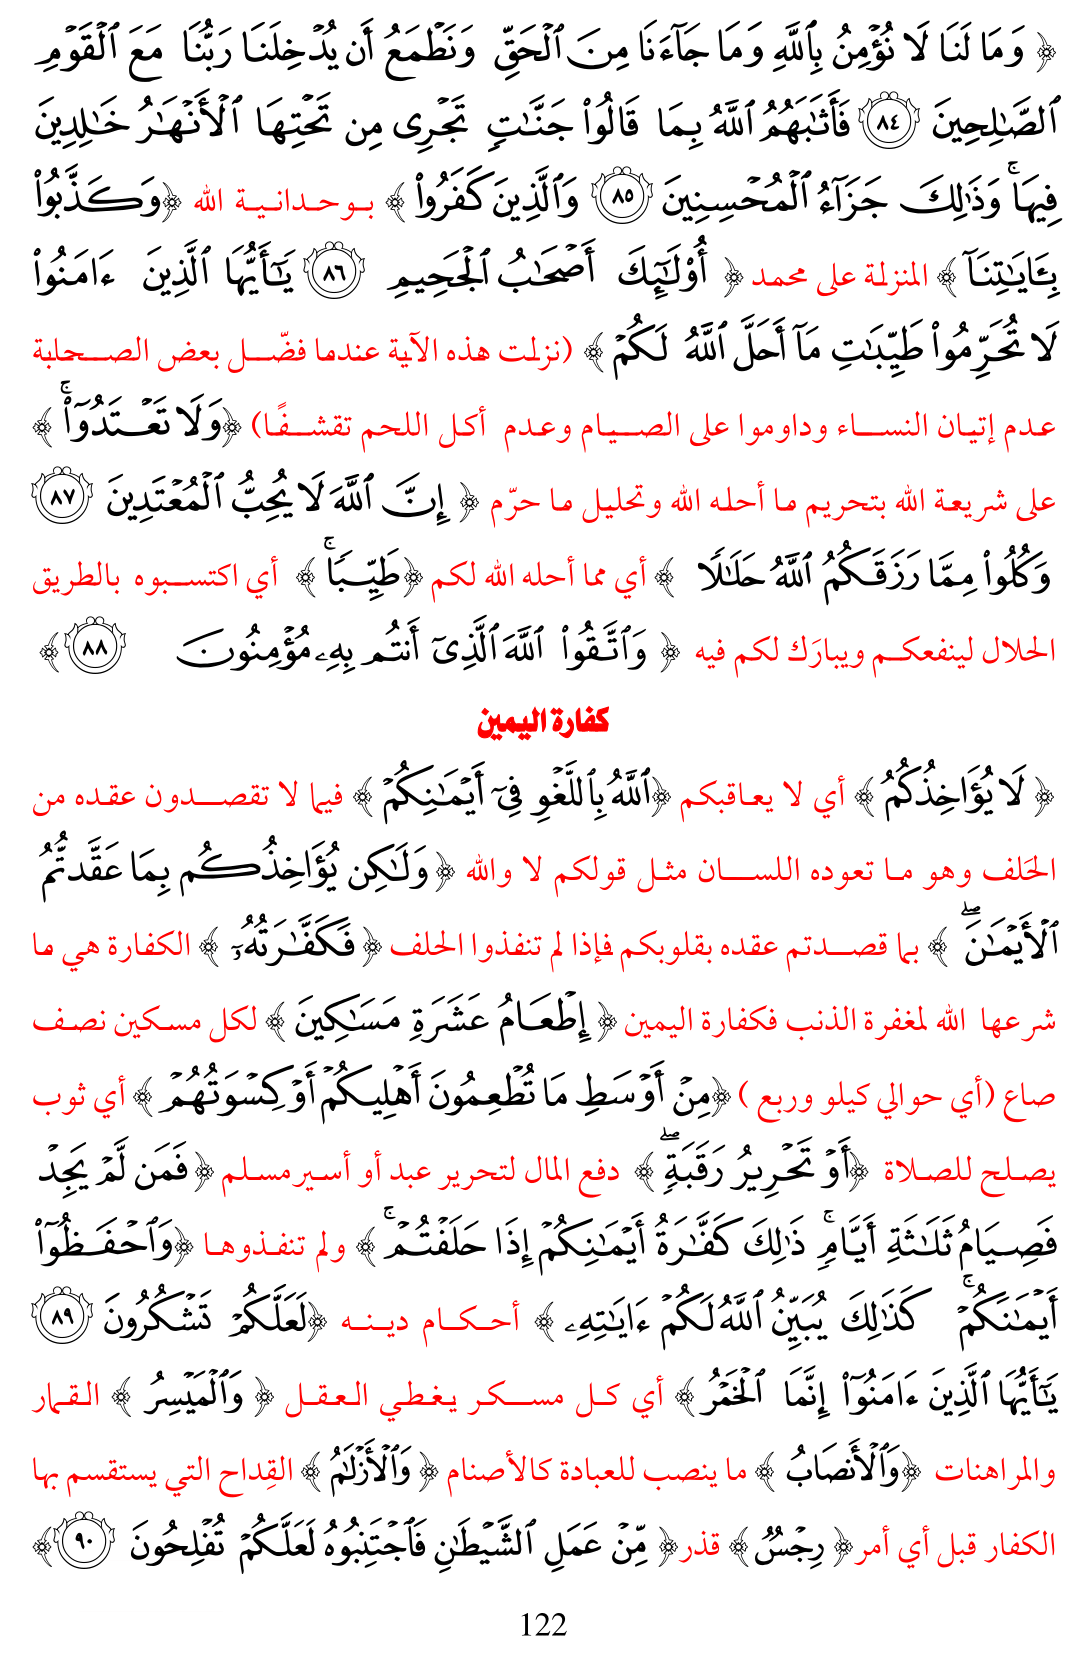 ﴿ وَمَا لَنَا لَا نُؤْمِنُ بِٱللَّهِ وَمَا جَآءَنَا مِنَ ٱلْحَقِّ وَنَطْمَعُ أَن يُدْخِلَنَا رَبُّنَا مَعَ ٱلْقَوْمِ
ٱلصَّٰلِحِينَ ٨٤ فَأَثَٰبَهُمُ ٱللَّهُ بِمَا قَالُوا۟ جَنَّٰتٍ تَجْرِى مِن تَحْتِهَا ٱلْأَنْهَٰرُ خَٰلِدِينَ
فِيهَا ۚ وَذَٰلِكَ جَزَآءُ ٱلْمُحْسِنِينَ ٨٥ وَٱلَّذِينَ كَفَرُوا۟ ﴾ بوحدانية الله ﴿وَكَذَّبُوا۟
بِـَٔايَٰتِنَآ ﴾ المنزلة على محمد ﴿ أُو۟لَٰٓئِكَ أَصْحَٰبُ ٱلْجَحِيمِ ٨٦ يَٰٓأَيُّهَا ٱلَّذِينَ ءَامَنُوا۟
لَا تُحَرِّمُوا۟ طَيِّبَٰتِ مَآ أَحَلَّ ٱللَّهُ لَكُمْ ﴾ (نزلت هذه الآية عندما فضّل بعض الصحابة
عدم إتيان النساء وداوموا على الصيام وعدم أكل اللحم تقشفًا) ﴿وَلَا تَعْتَدُوٓا۟ ۚ ﴾
على شريعة الله بتحريم ما أحله الله وتحليل ما حرّم ﴿ إِنَّ ٱللَّهَ لَا يُحِبُّ ٱلْمُعْتَدِينَ ٨٧
وَكُلُوا۟ مِمَّا رَزَقَكُمُ ٱللَّهُ حَلَٰلًا ﴾ أي مما أحله الله لكم ﴿طَيِّبًا ۚ ﴾ أي اكتسبوه بالطريق
الحلال لينفعكم ويبارَك لكم فيه ﴿ وَٱتَّقُوا۟ ٱللَّهَ ٱلَّذِىٓ أَنتُم بِهِۦ مُؤْمِنُونَ ٨٨ ﴾
كفارة اليمين
﴿ لَا يُؤَاخِذُكُمُ ﴾ أي لا يعاقبكم ﴿ٱللَّهُ بِٱللَّغْوِ فِىٓ أَيْمَٰنِكُمْ ﴾ فيما لا تقصدون عقده من
الحَلف وهو ما تعوده اللسان مثل قولكم لا والله ﴿ وَلَٰكِن يُؤَاخِذُكُم بِمَا عَقَّدتُّمُ
ٱلْأَيْمَٰنَ ۖ ﴾ بما قصدتم عقده بقلوبكم فإذا لم تنفذوا الحلف ﴿ فَكَفَّٰرَتُهُۥٓ ﴾ الكفارة هي ما
شرعها الله لمغفرة الذنب فكفارة اليمين ﴿ إِطْعَامُ عَشَرَةِ مَسَٰكِينَ ﴾ لكل مسكين نصف
صاع (أي حوالي كيلو وربع ) ﴿مِنْ أَوْسَطِ مَا تُطْعِمُونَ أَهْلِيكُمْ أَوْ كِسْوَتُهُمْ ﴾ أي ثوب
يصلح للصلاة ﴿أَوْ تَحْرِيرُ رَقَبَةٍ ۖ ﴾ دفع المال لتحرير عبد أو أسير مسلم ﴿ فَمَن لَّمْ يَجِدْ
فَصِيَامُ ثَلَٰثَةِ أَيَّامٍ ۚ ذَٰلِكَ كَفَّٰرَةُ أَيْمَٰنِكُمْ إِذَا حَلَفْتُمْ ۚ ﴾ ولم تنفذوها ﴿وَٱحْفَظُوٓا۟
أَيْمَٰنَكُمْ ۚ كَذَٰلِكَ يُبَيِّنُ ٱللَّهُ لَكُمْ ءَايَٰتِهِۦ ﴾ أحكام دينه ﴿لَعَلَّكُمْ تَشْكُرُونَ ٨٩
يَٰٓأَيُّهَا ٱلَّذِينَ ءَامَنُوٓا۟ إِنَّمَا ٱلْخَمْرُ ﴾ أي كل مسكر يغطي العقل ﴿ وَٱلْمَيْسِرُ ﴾ القمار
والمراهنات ﴿وَٱلْأَنصَابُ ﴾ ما ينصب للعبادة كالأصنام ﴿ وَٱلْأَزْلَٰمُ ﴾ القِداح التي يستقسم بها
الكفار قبل أي أمر ﴿ رِجْسٌ ﴾ قذر ﴿ مِّنْ عَمَلِ ٱلشَّيْطَٰنِ فَٱجْتَنِبُوهُ لَعَلَّكُمْ تُفْلِحُونَ ٩٠ ﴾
122